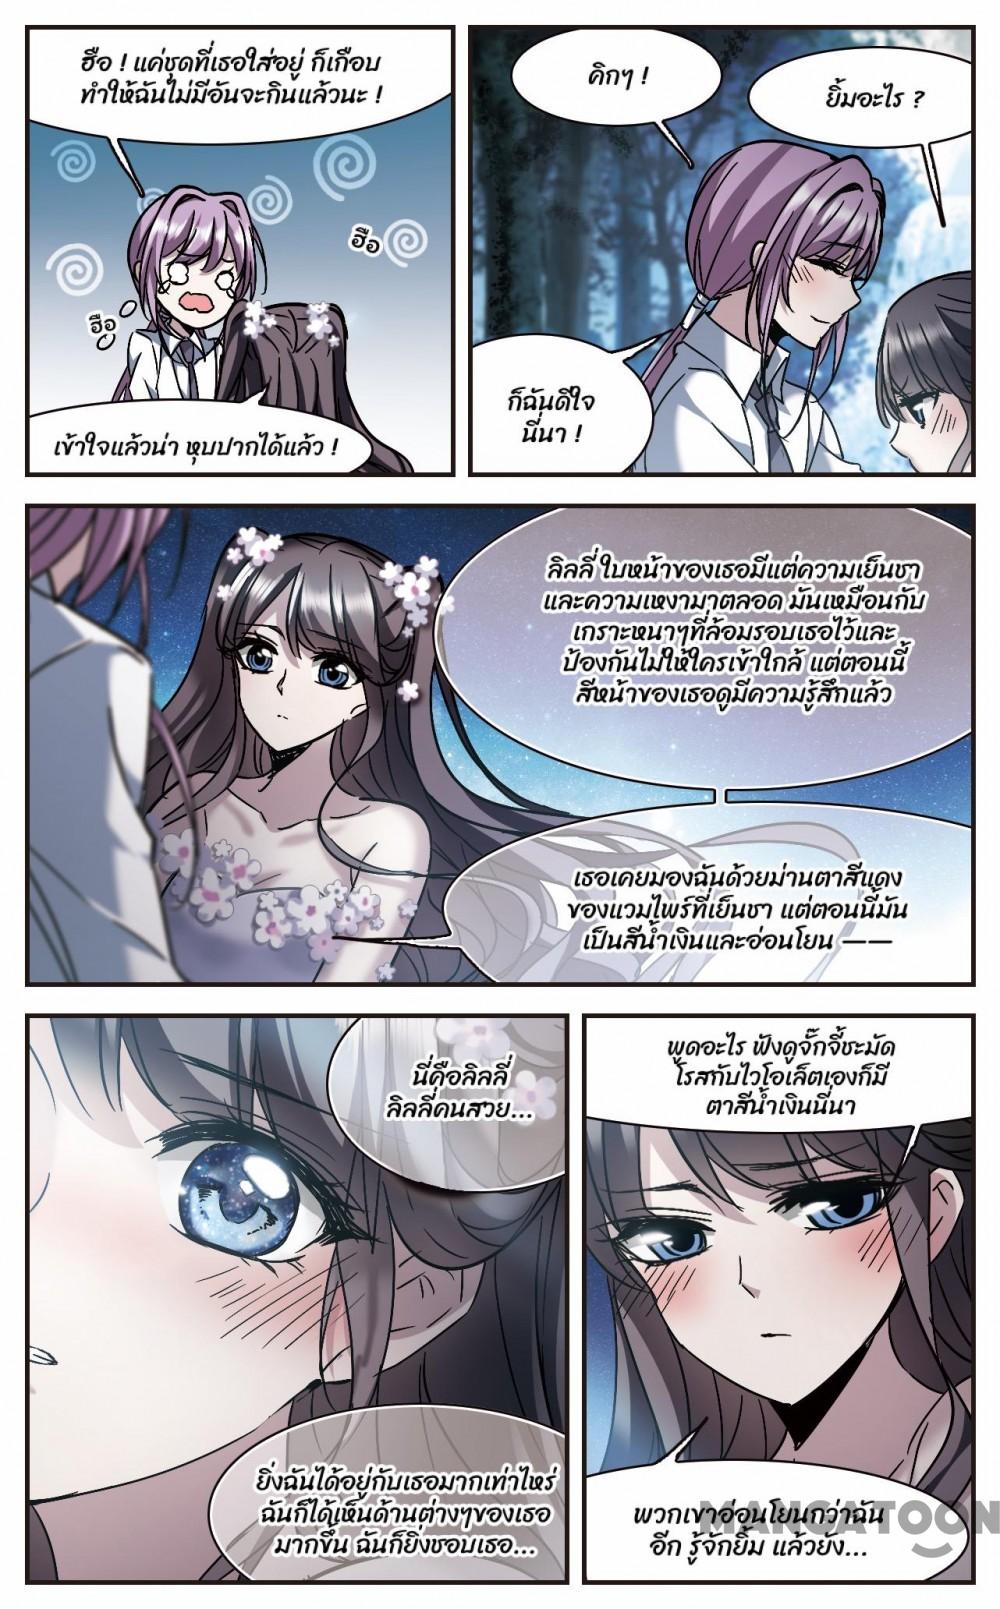 ฮือ ! แค่ชุดที่เธอใส่อยู่ ก็เกือบ
ทำให้ฉันไม่มีอันจะกินแล้วนะ !
ฮือ
ฮือ
เข้าใจแล้วน่า หุบปากได้แล้ว !
คิกๆ !
ยิ้มอะไร ?
ก็ฉันดีใจ
นี่นา !
ลิลลี่ ใบหน้าของเธอมีแต่ความเย็นชา
และความเหงามาตลอด มันเหมือนกับ
เกราะหนาๆที่ล้อมรอบเธอไว้และ
ป้องกันไม่ให้ใครเข้าใกล้ แต่ตอนนี้
สีหน้าของเธอดูมีความรู้สึกแล้ว
เธอเคยมองฉันด้วยม่านตาสีแดง
ของแวมไพร์ที่เย็นชา แต่ตอนนี้มัน
เป็นสีน้ำเงินและอ่อนโยน ——
นี่คือลิลลี่
ลิลลี่คนสวย...
ยิ่งฉันได้อยู่กับเธอมากเท่าไหร่
ฉันก็ได้เห็นด้านต่างๆของเธอ
มากขึ้น ฉันก็ยิ่งชอบเธอ...
พูดอะไร ฟังดูจั๊กจี้ชะมัด
โรสกับไวโอเล็ตเองก็มี
ตาสีน้ำเงินนี่นา
พวกเขาอ่อนโยนกว่าฉัน
อีก รู้จักยิ้ม แล้วยัง...
MANGATOON